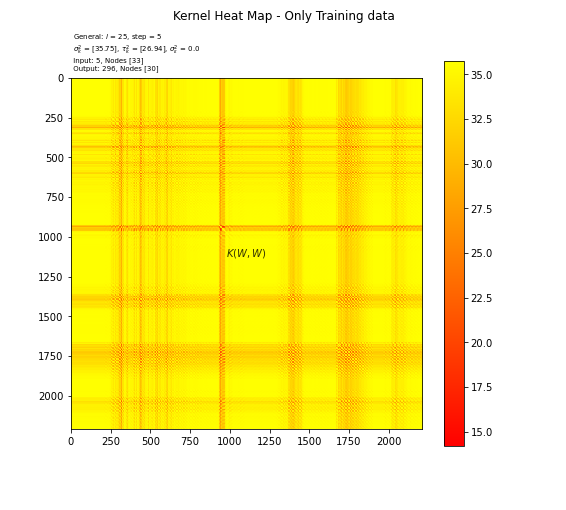 Kernel Heat Map - Only Training data
General: l = 25, step = 5
σ_k^2 = [35.75], τ_k^2 = [26.94], σ_ε^2 = 0.0
Input: 5, Nodes [33]
Output: 296, Nodes [30]
0
250
500
750
1000
1250
1500
1750
2000
K(W, W)
0 250 500 750 1000 1250 1500 1750 2000
35.0
32.5
30.0
27.5
25.0
22.5
20.0
17.5
15.0